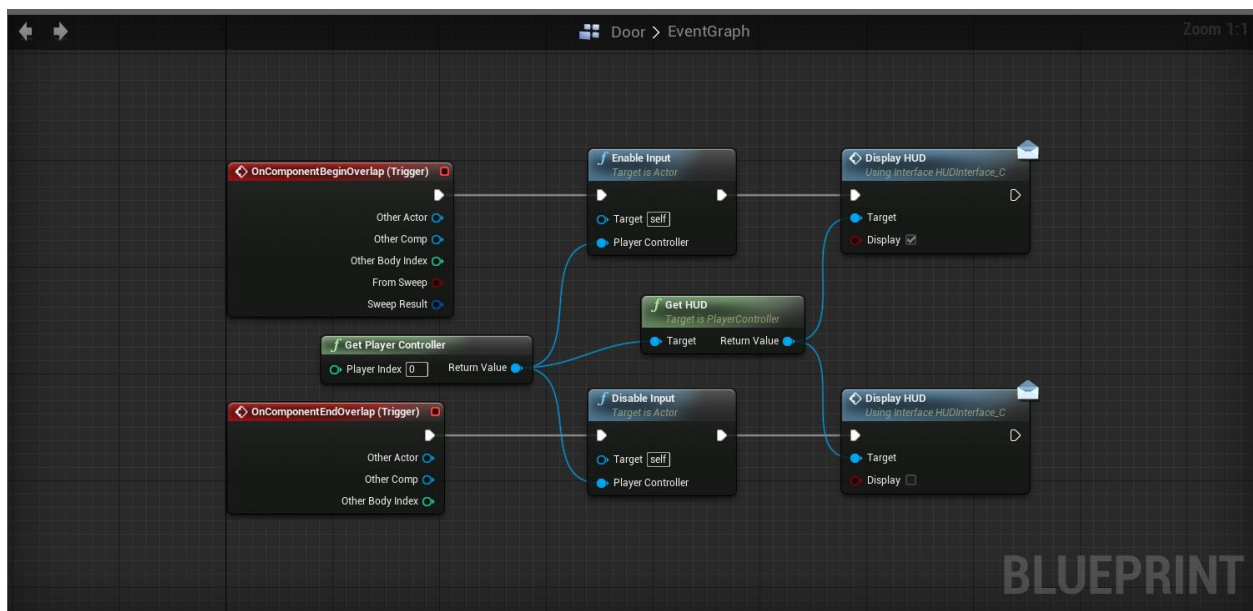 Door > EventGraph
Zoom 1:1
OnComponentBeginOverlap (Trigger)
Other Actor
Other Comp
Other Body Index
From Sweep
Sweep Result
f Enable Input
Target is Actor
Target self
Player Controller
Display HUD
Using Interface HUDInterface_C
Target
Display
f Get HUD
Target is PlayerController
Target Return Value
f Get Player Controller
Player Index 0 Return Value
OnComponentEndOverlap (Trigger)
Other Actor
Other Comp
Other Body Index
f Disable Input
Target is Actor
Target self
Player Controller
Display HUD
Using Interface HUDInterface_C
Target
Display
BLUEPRINT